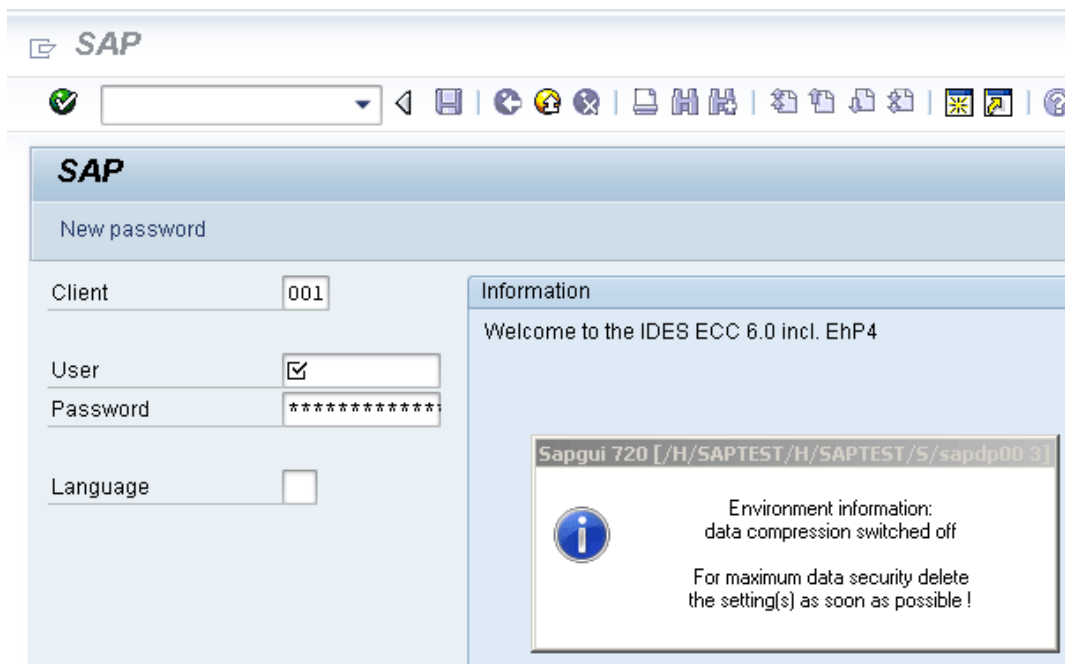 SAP
SAP
New password
Client 001
Information
Welcome to the IDES ECC 6.0 incl. EhP4
User
Password *************
Sapgui 720 [/H/SAPTEST/H/SAPTEST/S/sapdp00 3]
Language
Environment information:
data compression switched off
For maximum data security delete
the setting(s) as soon as possible !